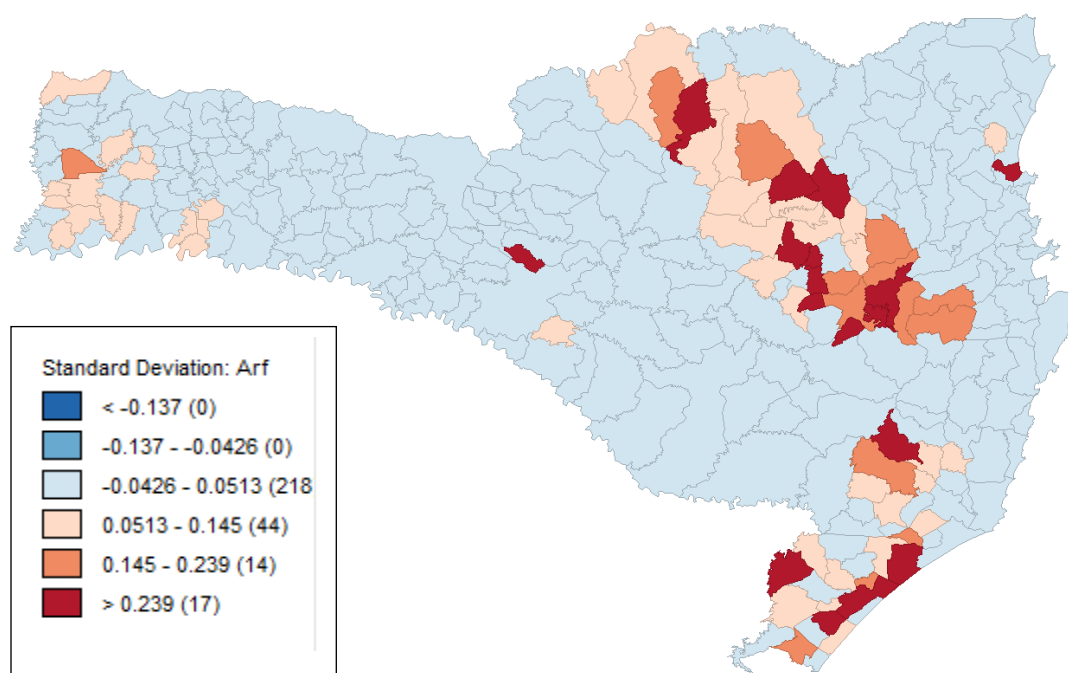 Standard Deviation: Arf
< -0.137 (0)
-0.137 - -0.0426 (0)
-0.0426 - 0.0513 (218
0.0513 - 0.145 (44)
0.145 - 0.239 (14)
> 0.239 (17)